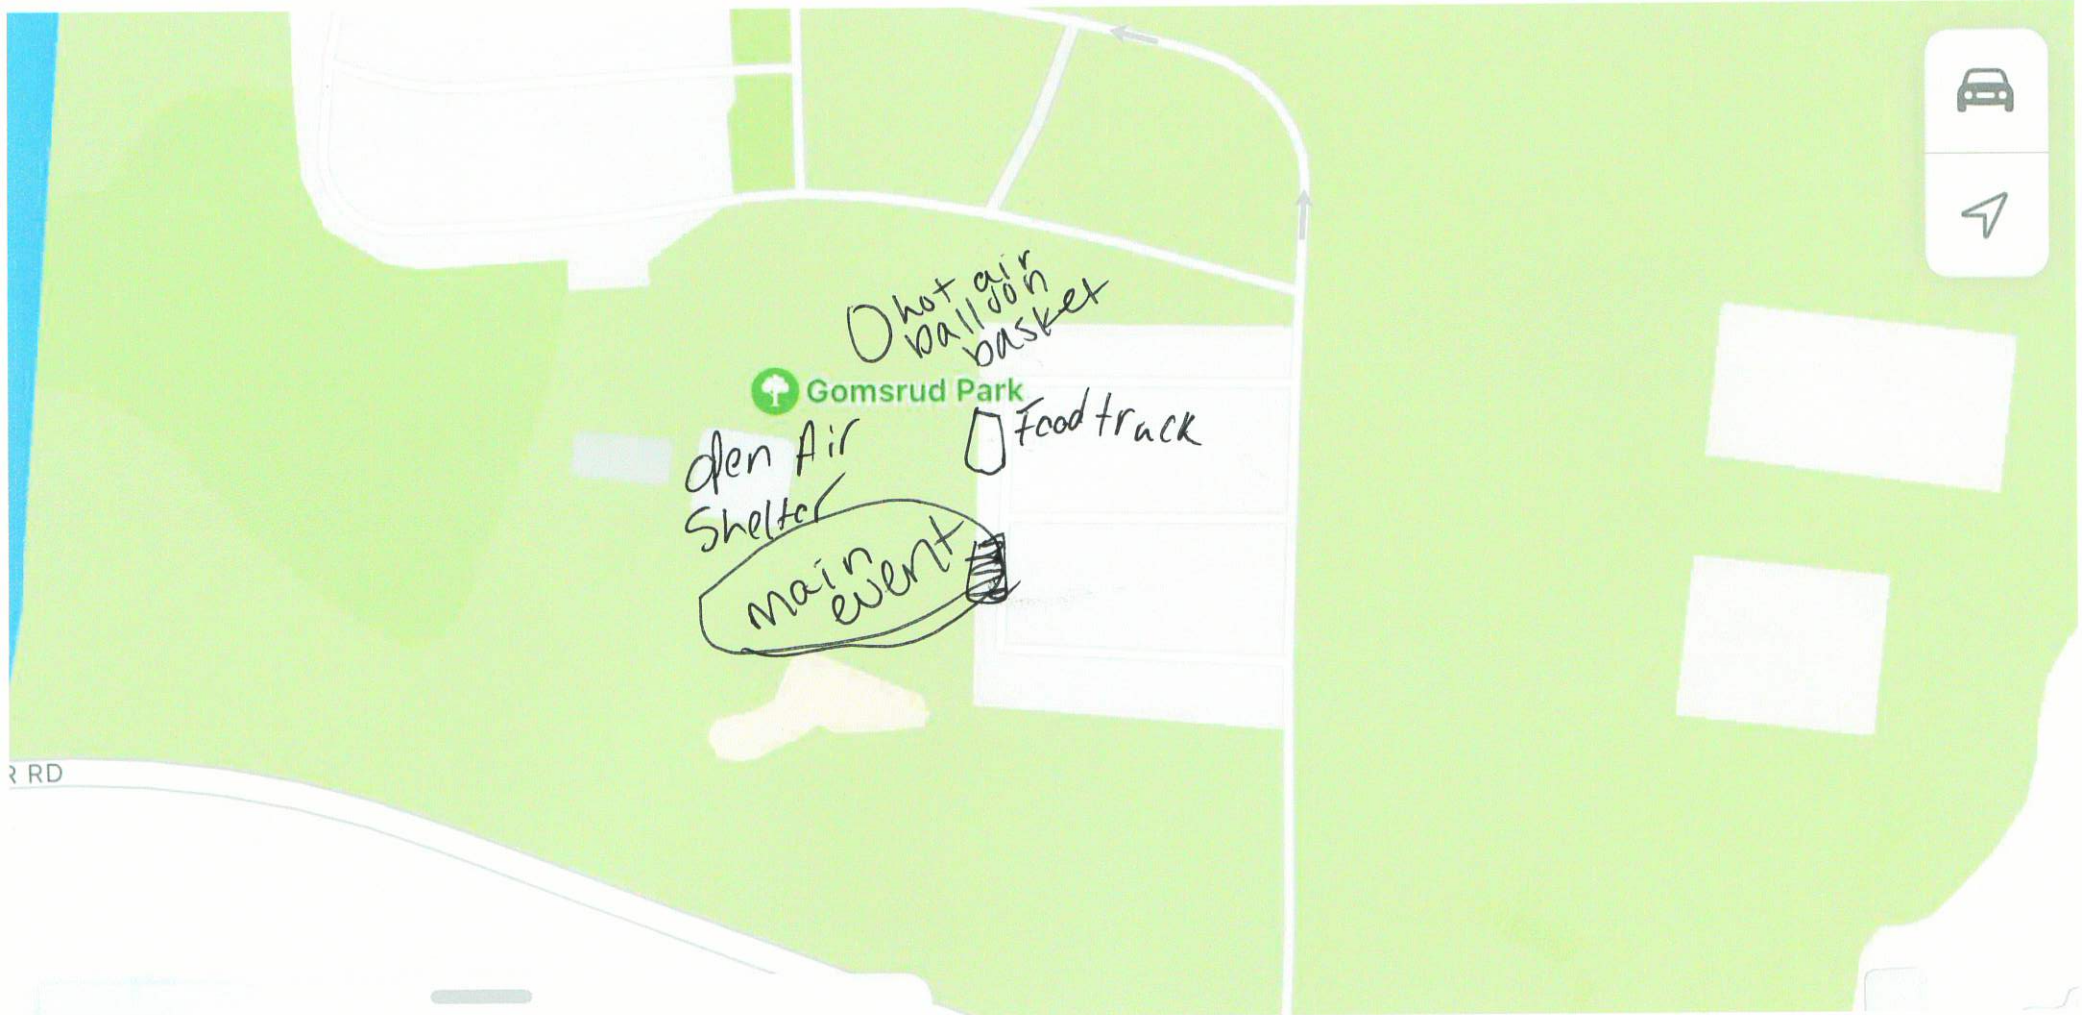 hot air
balloon
basket
Gomsrud Park
Food truck
Open Air
Shelter
main
event
R RD